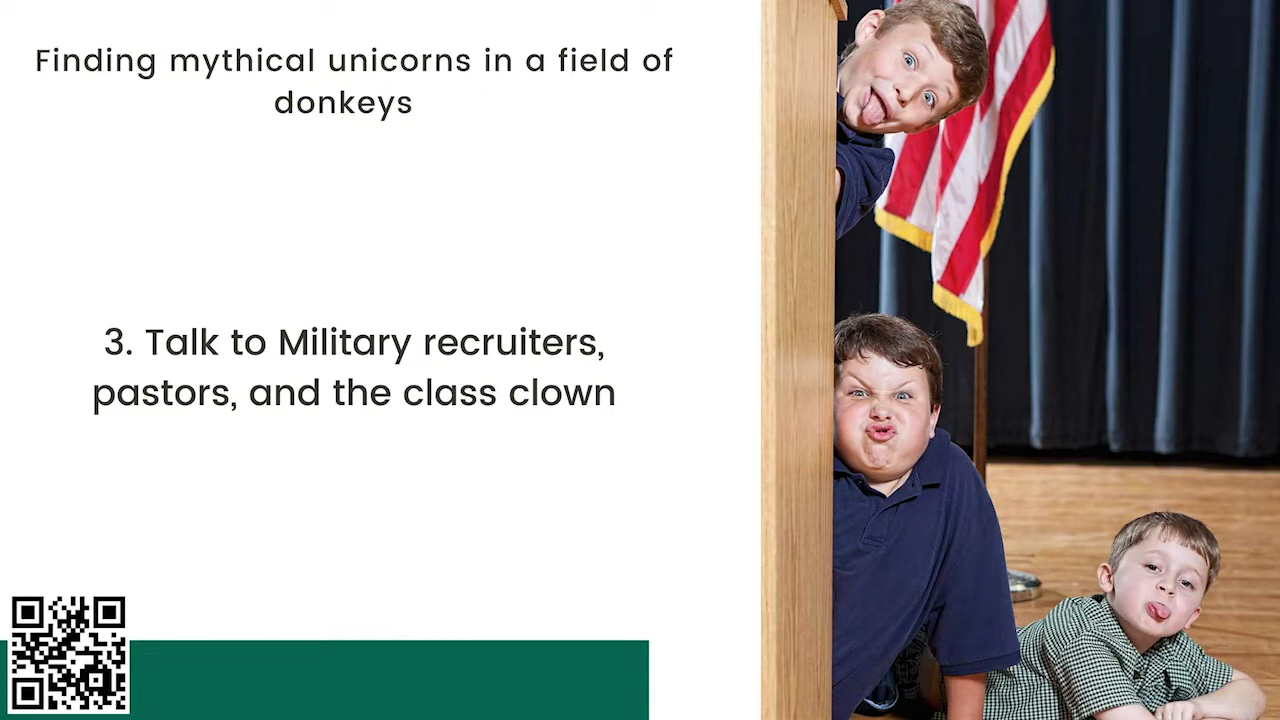 Finding mythical unicorns in a field of
donkeys
3. Talk to Military recruiters,
pastors, and the class clown